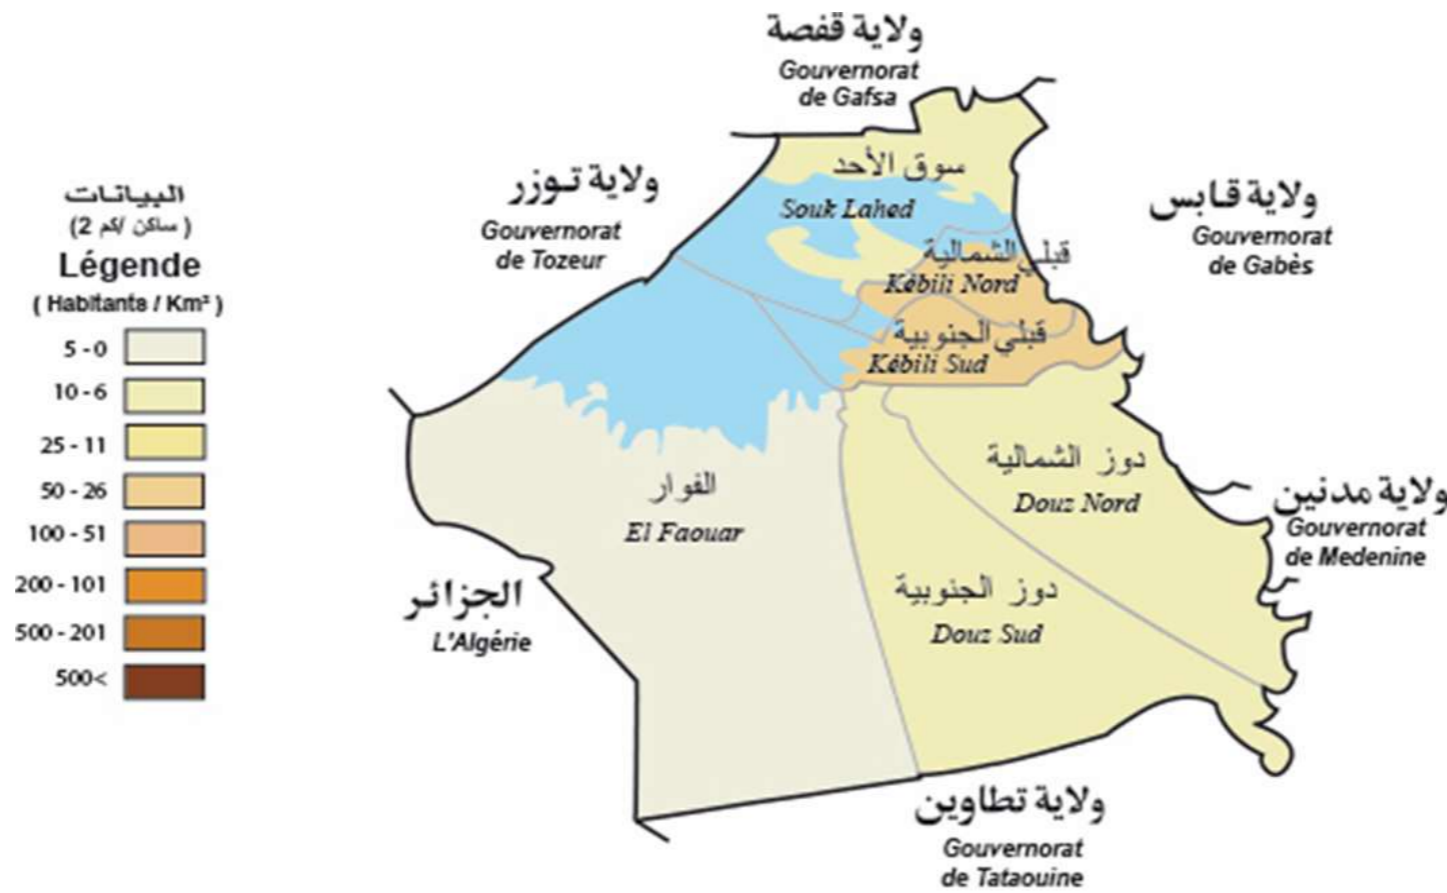 ولاية قفصة
Gouvernorat
de Gafsa
ولاية توزر
Gouvernorat
de Tozeur
ولاية قابس
Gouvernorat
de Gabès
البيانات
(ساكن /كم 2)
Légende
( Habitants / Km² )
5 - 0
10 - 6
25 - 11
50 - 26
100 - 51
200 - 101
500 - 201
500<
سوق الأحد
Souk Lahed
قبلي الشمالية
Kébili Nord
قبلي الجنوبية
Kébili Sud
دوز الشمالية
Douz Nord
الفوار
El Faouar
دوز الجنوبية
Douz Sud
ولاية مدنين
Gouvernorat
de Medenine
الجزائر
L'Algérie
ولاية تطاوين
Gouvernorat
de Tataouine